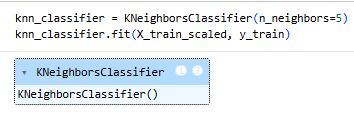 knn_classifier = KNeighborsClassifier(n_neighbors=5)
knn_classifier.fit(X_train_scaled, y_train)
▾ KNeighborsClassifier
KNeighborsClassifier()